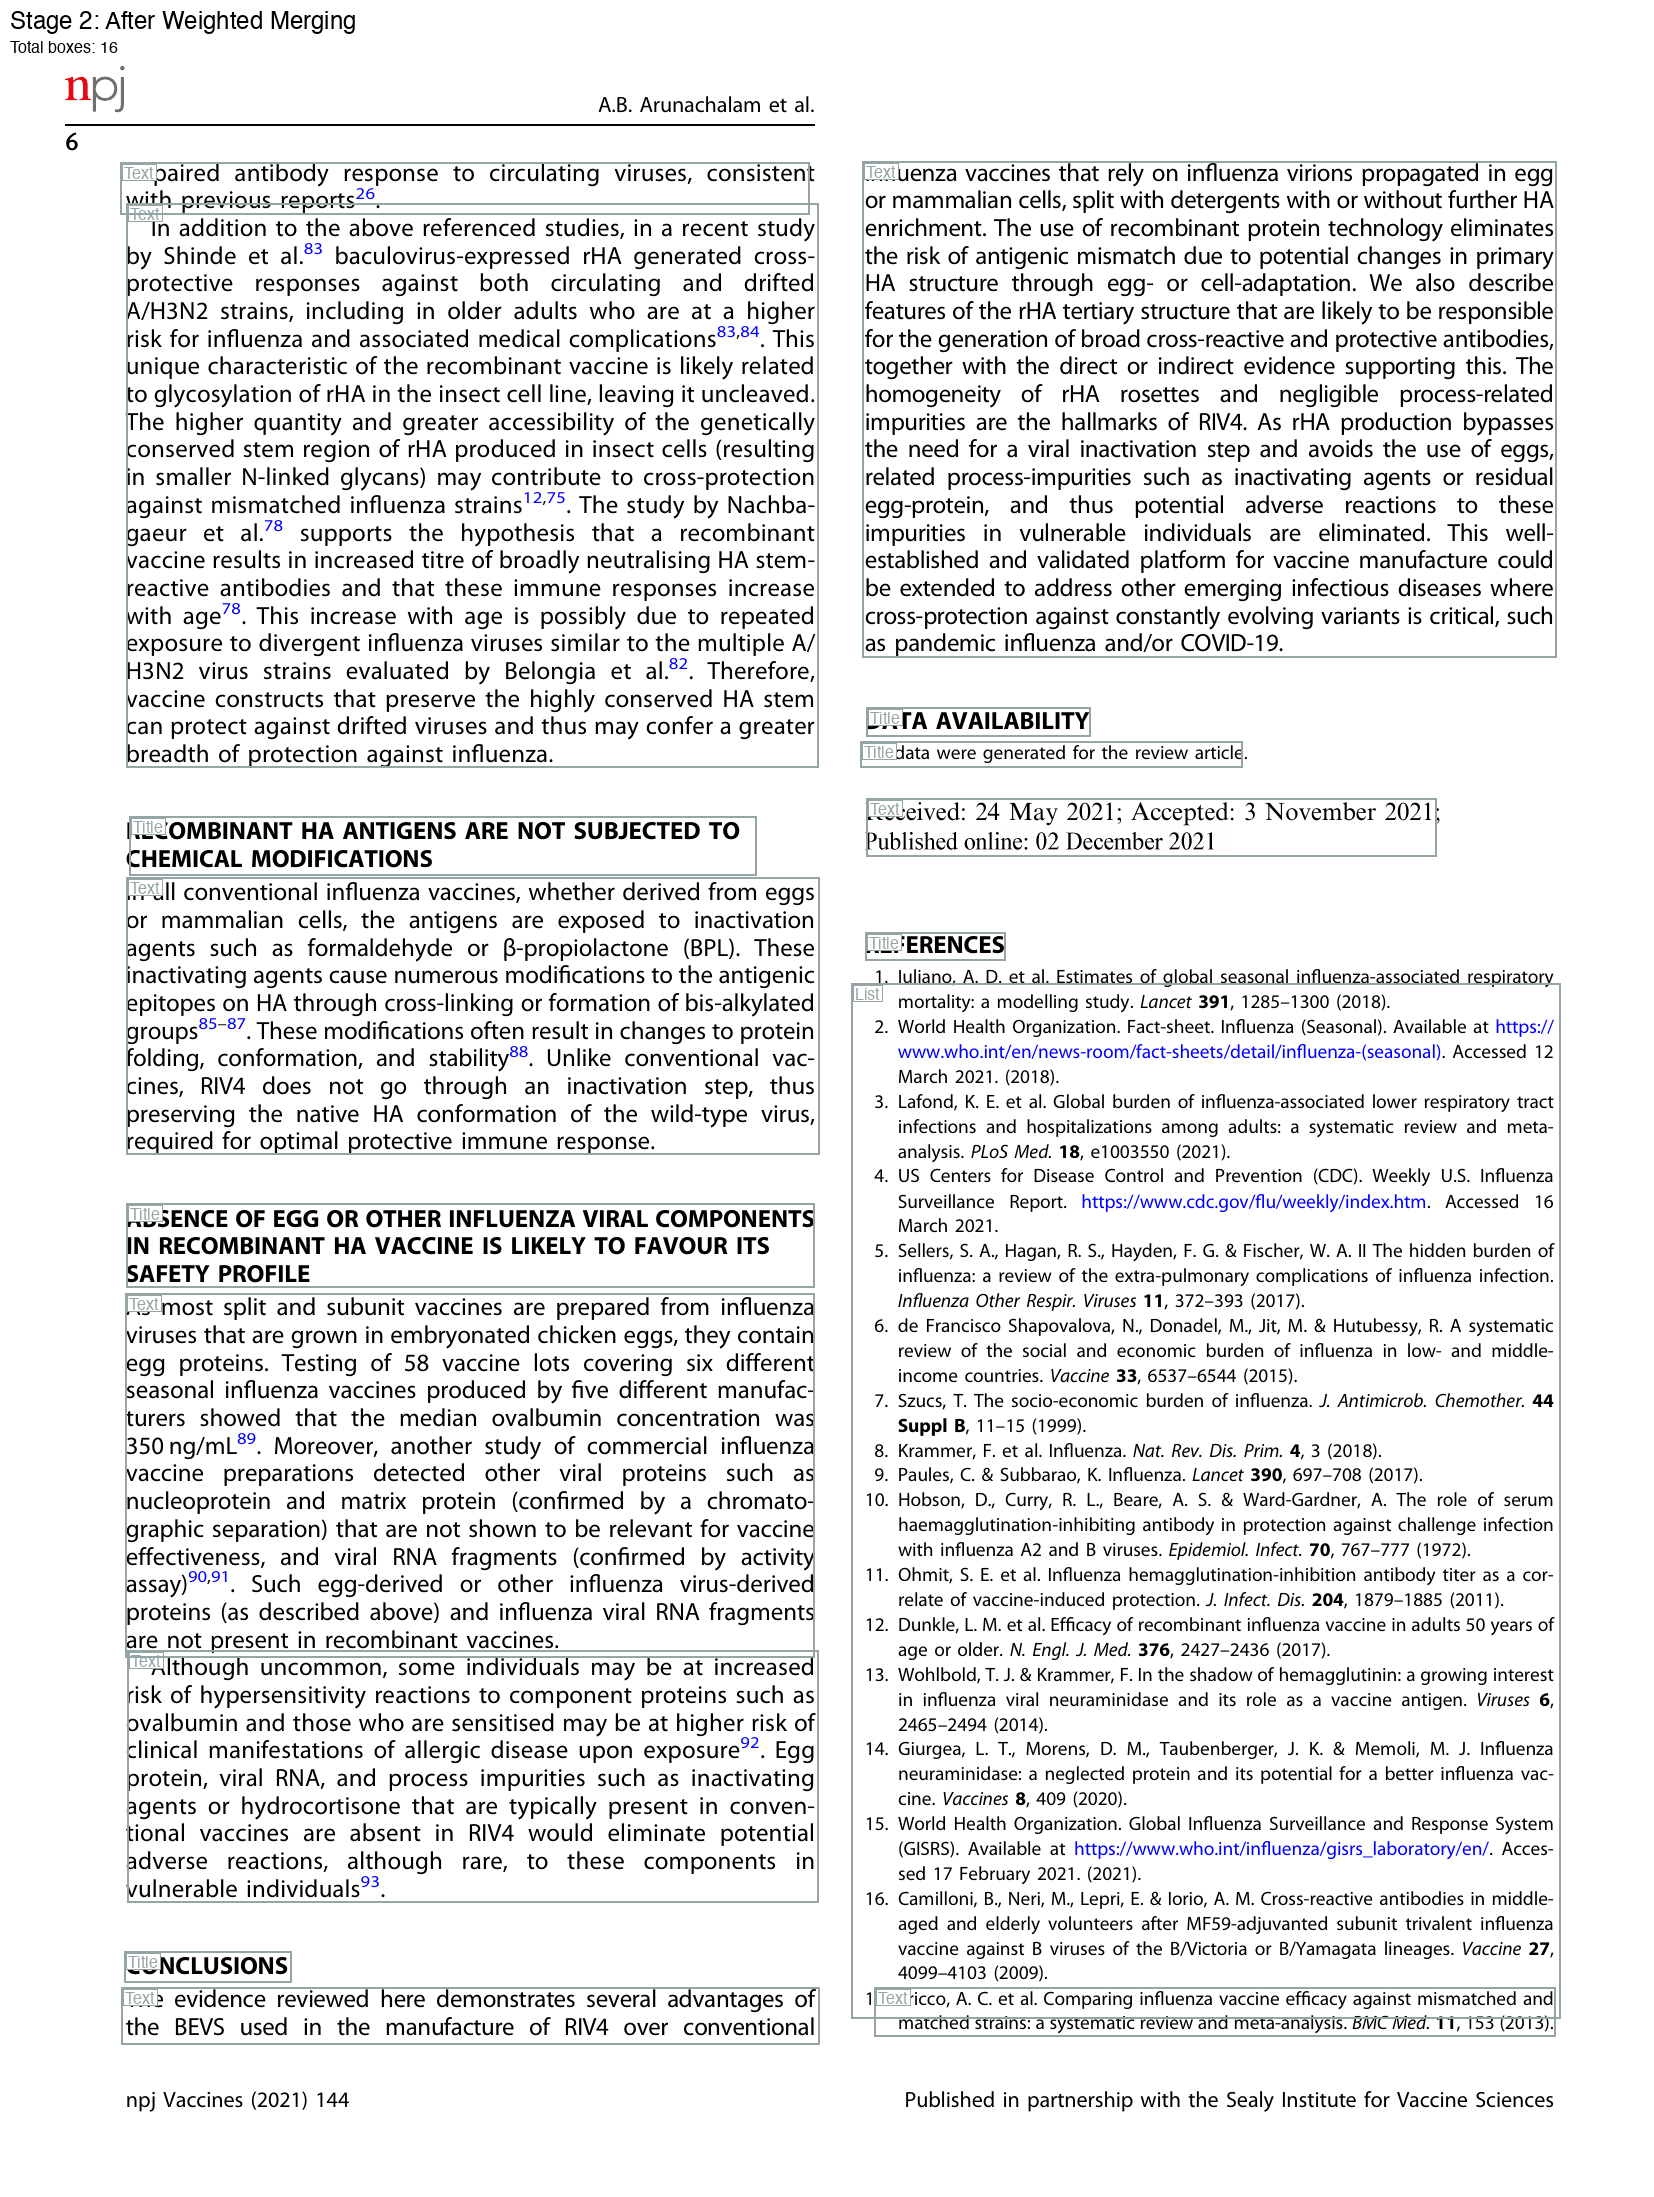 Stage 2: After Weighted Merging
Total boxes: 16
npj
A.B. Arunachalam et al.
6
Text
paired antibody response to circulating viruses, consistent
with previous reports26.
Text
In addition to the above referenced studies, in a recent study
by Shinde et al.83 baculovirus-expressed rHA generated cross-
protective responses against both circulating and drifted
A/H3N2 strains, including in older adults who are at a higher
risk for influenza and associated medical complications83,84. This
unique characteristic of the recombinant vaccine is likely related
to glycosylation of rHA in the insect cell line, leaving it uncleaved.
The higher quantity and greater accessibility of the genetically
conserved stem region of rHA produced in insect cells (resulting
in smaller N-linked glycans) may contribute to cross-protection
against mismatched influenza strains12,75. The study by Nachba-
gaeur et al.78 supports the hypothesis that a recombinant
vaccine results in increased titre of broadly neutralising HA stem-
reactive antibodies and that these immune responses increase
with age78. This increase with age is possibly due to repeated
exposure to divergent influenza viruses similar to the multiple A/
H3N2 virus strains evaluated by Belongia et al.82. Therefore,
vaccine constructs that preserve the highly conserved HA stem
can protect against drifted viruses and thus may confer a greater
breadth of protection against influenza.
Title
RECOMBINANT HA ANTIGENS ARE NOT SUBJECTED TO
CHEMICAL MODIFICATIONS
Text
In all conventional influenza vaccines, whether derived from eggs
or mammalian cells, the antigens are exposed to inactivation
agents such as formaldehyde or β-propiolactone (BPL). These
inactivating agents cause numerous modifications to the antigenic
epitopes on HA through cross-linking or formation of bis-alkylated
groups85–87. These modifications often result in changes to protein
folding, conformation, and stability88. Unlike conventional vac-
cines, RIV4 does not go through an inactivation step, thus
preserving the native HA conformation of the wild-type virus,
required for optimal protective immune response.
Title
ABSENCE OF EGG OR OTHER INFLUENZA VIRAL COMPONENTS
IN RECOMBINANT HA VACCINE IS LIKELY TO FAVOUR ITS
SAFETY PROFILE
Text
As most split and subunit vaccines are prepared from influenza
viruses that are grown in embryonated chicken eggs, they contain
egg proteins. Testing of 58 vaccine lots covering six different
seasonal influenza vaccines produced by five different manufac-
turers showed that the median ovalbumin concentration was
350 ng/mL89. Moreover, another study of commercial influenza
vaccine preparations detected other viral proteins such as
nucleoprotein and matrix protein (confirmed by a chromato-
graphic separation) that are not shown to be relevant for vaccine
effectiveness, and viral RNA fragments (confirmed by activity
assay)90,91. Such egg-derived or other influenza virus-derived
proteins (as described above) and influenza viral RNA fragments
are not present in recombinant vaccines.
Text
Although uncommon, some individuals may be at increased
risk of hypersensitivity reactions to component proteins such as
ovalbumin and those who are sensitised may be at higher risk of
clinical manifestations of allergic disease upon exposure92. Egg
protein, viral RNA, and process impurities such as inactivating
agents or hydrocortisone that are typically present in conven-
tional vaccines are absent in RIV4 would eliminate potential
adverse reactions, although rare, to these components in
vulnerable individuals93.
Title
CONCLUSIONS
Text
The evidence reviewed here demonstrates several advantages of
the BEVS used in the manufacture of RIV4 over conventional
Text
influenza vaccines that rely on influenza virions propagated in egg
or mammalian cells, split with detergents with or without further HA
enrichment. The use of recombinant protein technology eliminates
the risk of antigenic mismatch due to potential changes in primary
HA structure through egg- or cell-adaptation. We also describe
features of the rHA tertiary structure that are likely to be responsible
for the generation of broad cross-reactive and protective antibodies,
together with the direct or indirect evidence supporting this. The
homogeneity of rHA rosettes and negligible process-related
impurities are the hallmarks of RIV4. As rHA production bypasses
the need for a viral inactivation step and avoids the use of eggs,
related process-impurities such as inactivating agents or residual
egg-protein, and thus potential adverse reactions to these
impurities in vulnerable individuals are eliminated. This well-
established and validated platform for vaccine manufacture could
be extended to address other emerging infectious diseases where
cross-protection against constantly evolving variants is critical, such
as pandemic influenza and/or COVID-19.
Title
DATA AVAILABILITY
Title
data were generated for the review article.
Text
Received: 24 May 2021; Accepted: 3 November 2021;
Published online: 02 December 2021
Title
REFERENCES
List
1. Iuliano, A. D. et al. Estimates of global seasonal influenza-associated respiratory
mortality: a modelling study. Lancet 391, 1285–1300 (2018).
2. World Health Organization. Fact-sheet. Influenza (Seasonal). Available at https://
www.who.int/en/news-room/fact-sheets/detail/influenza-(seasonal). Accessed 12
March 2021. (2018).
3. Lafond, K. E. et al. Global burden of influenza-associated lower respiratory tract
infections and hospitalizations among adults: a systematic review and meta-
analysis. PLoS Med. 18, e1003550 (2021).
4. US Centers for Disease Control and Prevention (CDC). Weekly U.S. Influenza
Surveillance Report. https://www.cdc.gov/flu/weekly/index.htm. Accessed 16
March 2021.
5. Sellers, S. A., Hagan, R. S., Hayden, F. G. & Fischer, W. A. II The hidden burden of
influenza: a review of the extra-pulmonary complications of influenza infection.
Influenza Other Respir. Viruses 11, 372–393 (2017).
6. de Francisco Shapovalova, N., Donadel, M., Jit, M. & Hutubessy, R. A systematic
review of the social and economic burden of influenza in low- and middle-
income countries. Vaccine 33, 6537–6544 (2015).
7. Szucs, T. The socio-economic burden of influenza. J. Antimicrob. Chemother. 44
Suppl B, 11–15 (1999).
8. Krammer, F. et al. Influenza. Nat. Rev. Dis. Prim. 4, 3 (2018).
9. Paules, C. & Subbarao, K. Influenza. Lancet 390, 697–708 (2017).
10. Hobson, D., Curry, R. L., Beare, A. S. & Ward-Gardner, A. The role of serum
haemagglutination-inhibiting antibody in protection against challenge infection
with influenza A2 and B viruses. Epidemiol. Infect. 70, 767–777 (1972).
11. Ohmit, S. E. et al. Influenza hemagglutination-inhibition antibody titer as a cor-
relate of vaccine-induced protection. J. Infect. Dis. 204, 1879–1885 (2011).
12. Dunkle, L. M. et al. Efficacy of recombinant influenza vaccine in adults 50 years of
age or older. N. Engl. J. Med. 376, 2427–2436 (2017).
13. Wohlbold, T. J. & Krammer, F. In the shadow of hemagglutinin: a growing interest
in influenza viral neuraminidase and its role as a vaccine antigen. Viruses 6,
2465–2494 (2014).
14. Giurgea, L. T., Morens, D. M., Taubenberger, J. K. & Memoli, M. J. Influenza
neuraminidase: a neglected protein and its potential for a better influenza vac-
cine. Vaccines 8, 409 (2020).
15. World Health Organization. Global Influenza Surveillance and Response System
(GISRS). Available at https://www.who.int/influenza/gisrs_laboratory/en/. Acces-
sed 17 February 2021. (2021).
16. Camilloni, B., Neri, M., Lepri, E. & Iorio, A. M. Cross-reactive antibodies in middle-
aged and elderly volunteers after MF59-adjuvanted subunit trivalent influenza
vaccine against B viruses of the B/Victoria or B/Yamagata lineages. Vaccine 27,
4099–4103 (2009).
Text
ricco, A. C. et al. Comparing influenza vaccine efficacy against mismatched and
matched strains: a systematic review and meta-analysis. BMC Med. 11, 153 (2013).
npj Vaccines (2021) 144
Published in partnership with the Sealy Institute for Vaccine Sciences